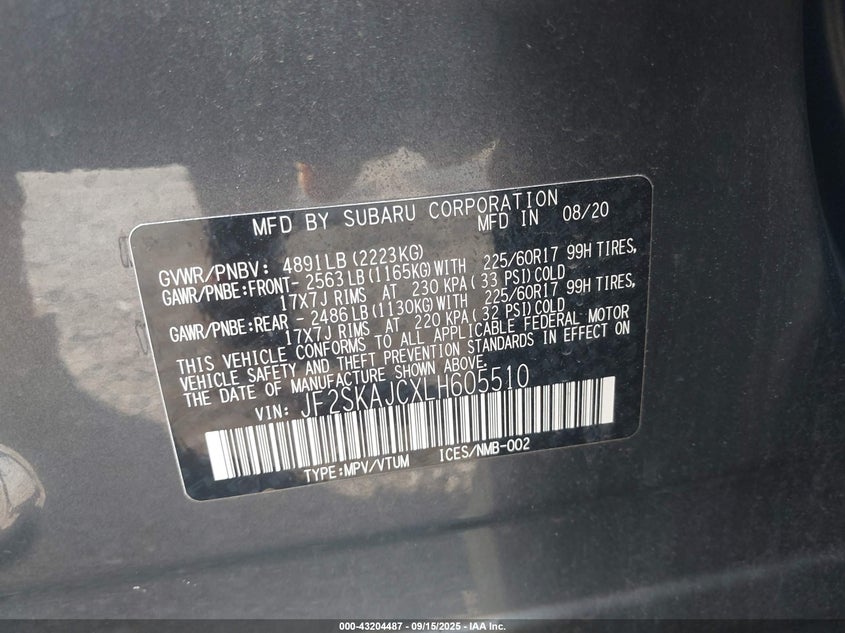 MFD BY SUBARU CORPORATION
MFD IN 08/20
GVWR/PNBV: 4891LB (2223KG)
GAWR/PNBE:FRONT- 2563LB (1165KG) WITH 225/60R17 99H TIRES,
17X7J RIMS AT 230 KPA (33 PSI) COLD
GAWR/PNBE:REAR - 2486LB (1130KG) WITH 225/60R17 99H TIRES,
17X7J RIMS AT 220 KPA (32 PSI) COLD
THIS VEHICLE CONFORMS TO ALL APPLICABLE FEDERAL MOTOR
VEHICLE SAFETY AND THEFT PREVENTION STANDARDS IN EFFECT ON
THE DATE OF MANUFACTURE SHOWN ABOVE.
VIN: JF2SKAJCXLH605510
TYPE:MPV/VTUM ICES/NMB-002
000-43204487 - 09/15/2025 - IAA Inc.